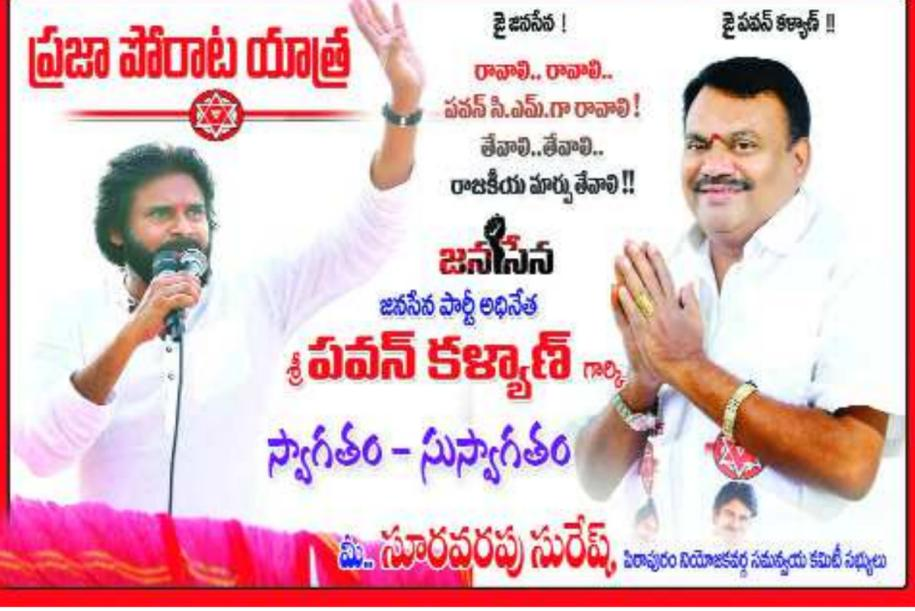 ప్రజా పోరాట యాత్ర
జై జనసేన !
జై పవన్ కళ్యాణ్ !!
రావాలి.. రావాలి..
పవన్ సి.ఎమ్.గా రావాలి !
తేవాలి..తేవాలి..
రాజకీయ మార్పు తేవాలి !!
జనసేన
జనసేన పార్టీ అధినేత
శ్రీ పవన్ కళ్యాణ్ గార్కి
స్వాగతం – సుస్వాగతం
మీ.. సూరవరపు సురేష్, పిఠాపురం నియోజకవర్గ సమన్వయ కమిటీ సభ్యులు